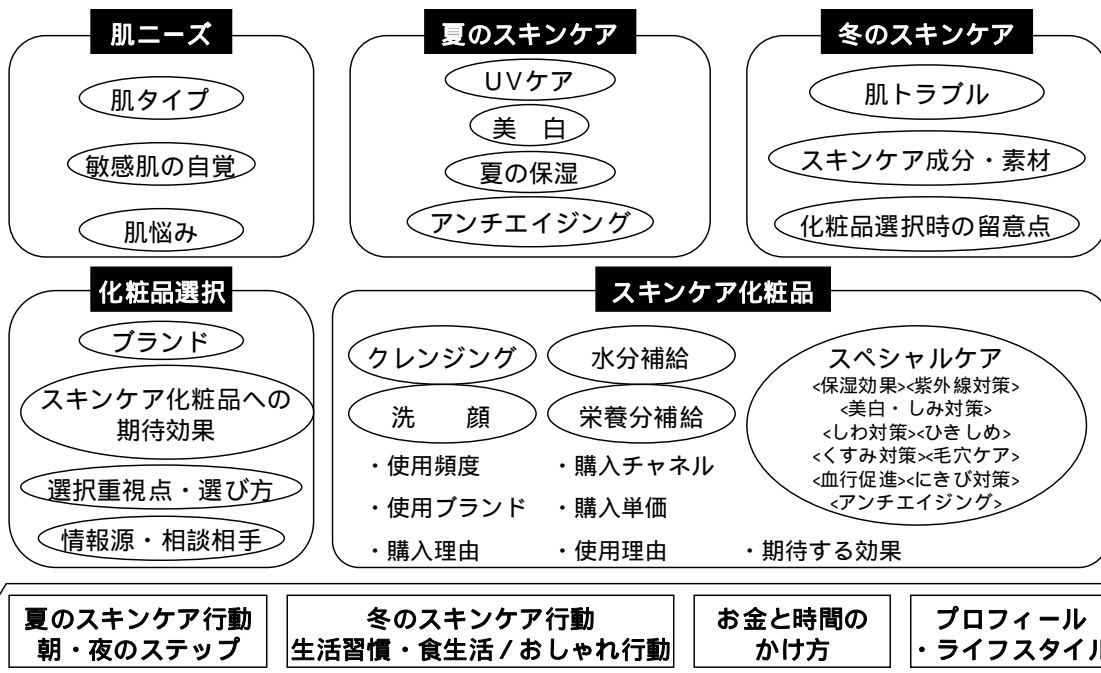 肌ニーズ
肌タイプ
敏感肌の自覚
肌悩み
夏のスキンケア
UVケア
美　白
夏の保湿
アンチエイジング
冬のスキンケア
肌トラブル
スキンケア成分・素材
化粧品選択時の留意点
化粧品選択
ブランド
スキンケア化粧品への
期待効果
選択重視点・選び方
情報源・相談相手
スキンケア化粧品
クレンジング
水分補給
洗　　顔
栄養分補給
・使用頻度
・購入チャネル
・使用ブランド
・購入単価
・購入理由
・使用理由
・期待する効果
スペシャルケア
<保湿効果><紫外線対策>
<美白・しみ対策>
<しわ対策><ひきしめ>
<くすみ対策><毛穴ケア>
<血行促進><にきび対策>
<アンチエイジング>
夏のスキンケア行動
朝・夜のステップ
冬のスキンケア行動
生活習慣・食生活/おしゃれ行動
お金と時間の
かけ方
プロフィール
・ライフスタイル